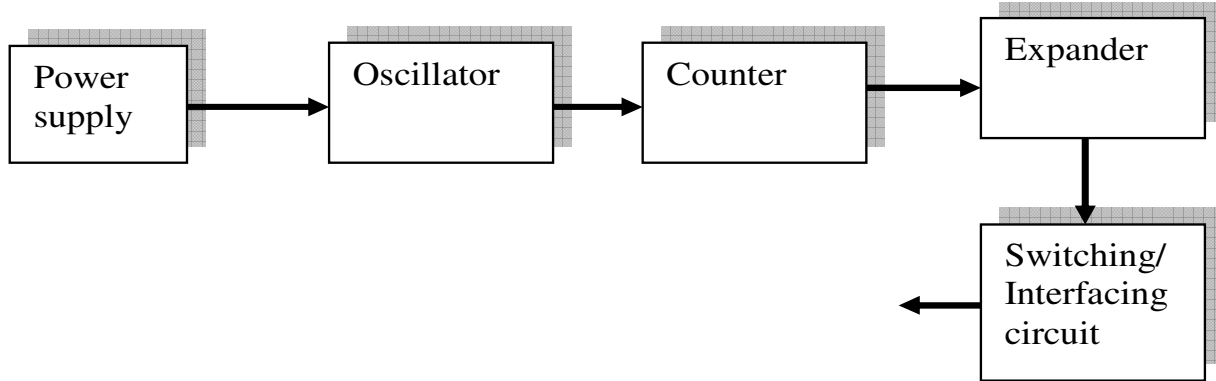 Power
supply
Oscillator
Counter
Expander
Switching/
Interfacing
circuit